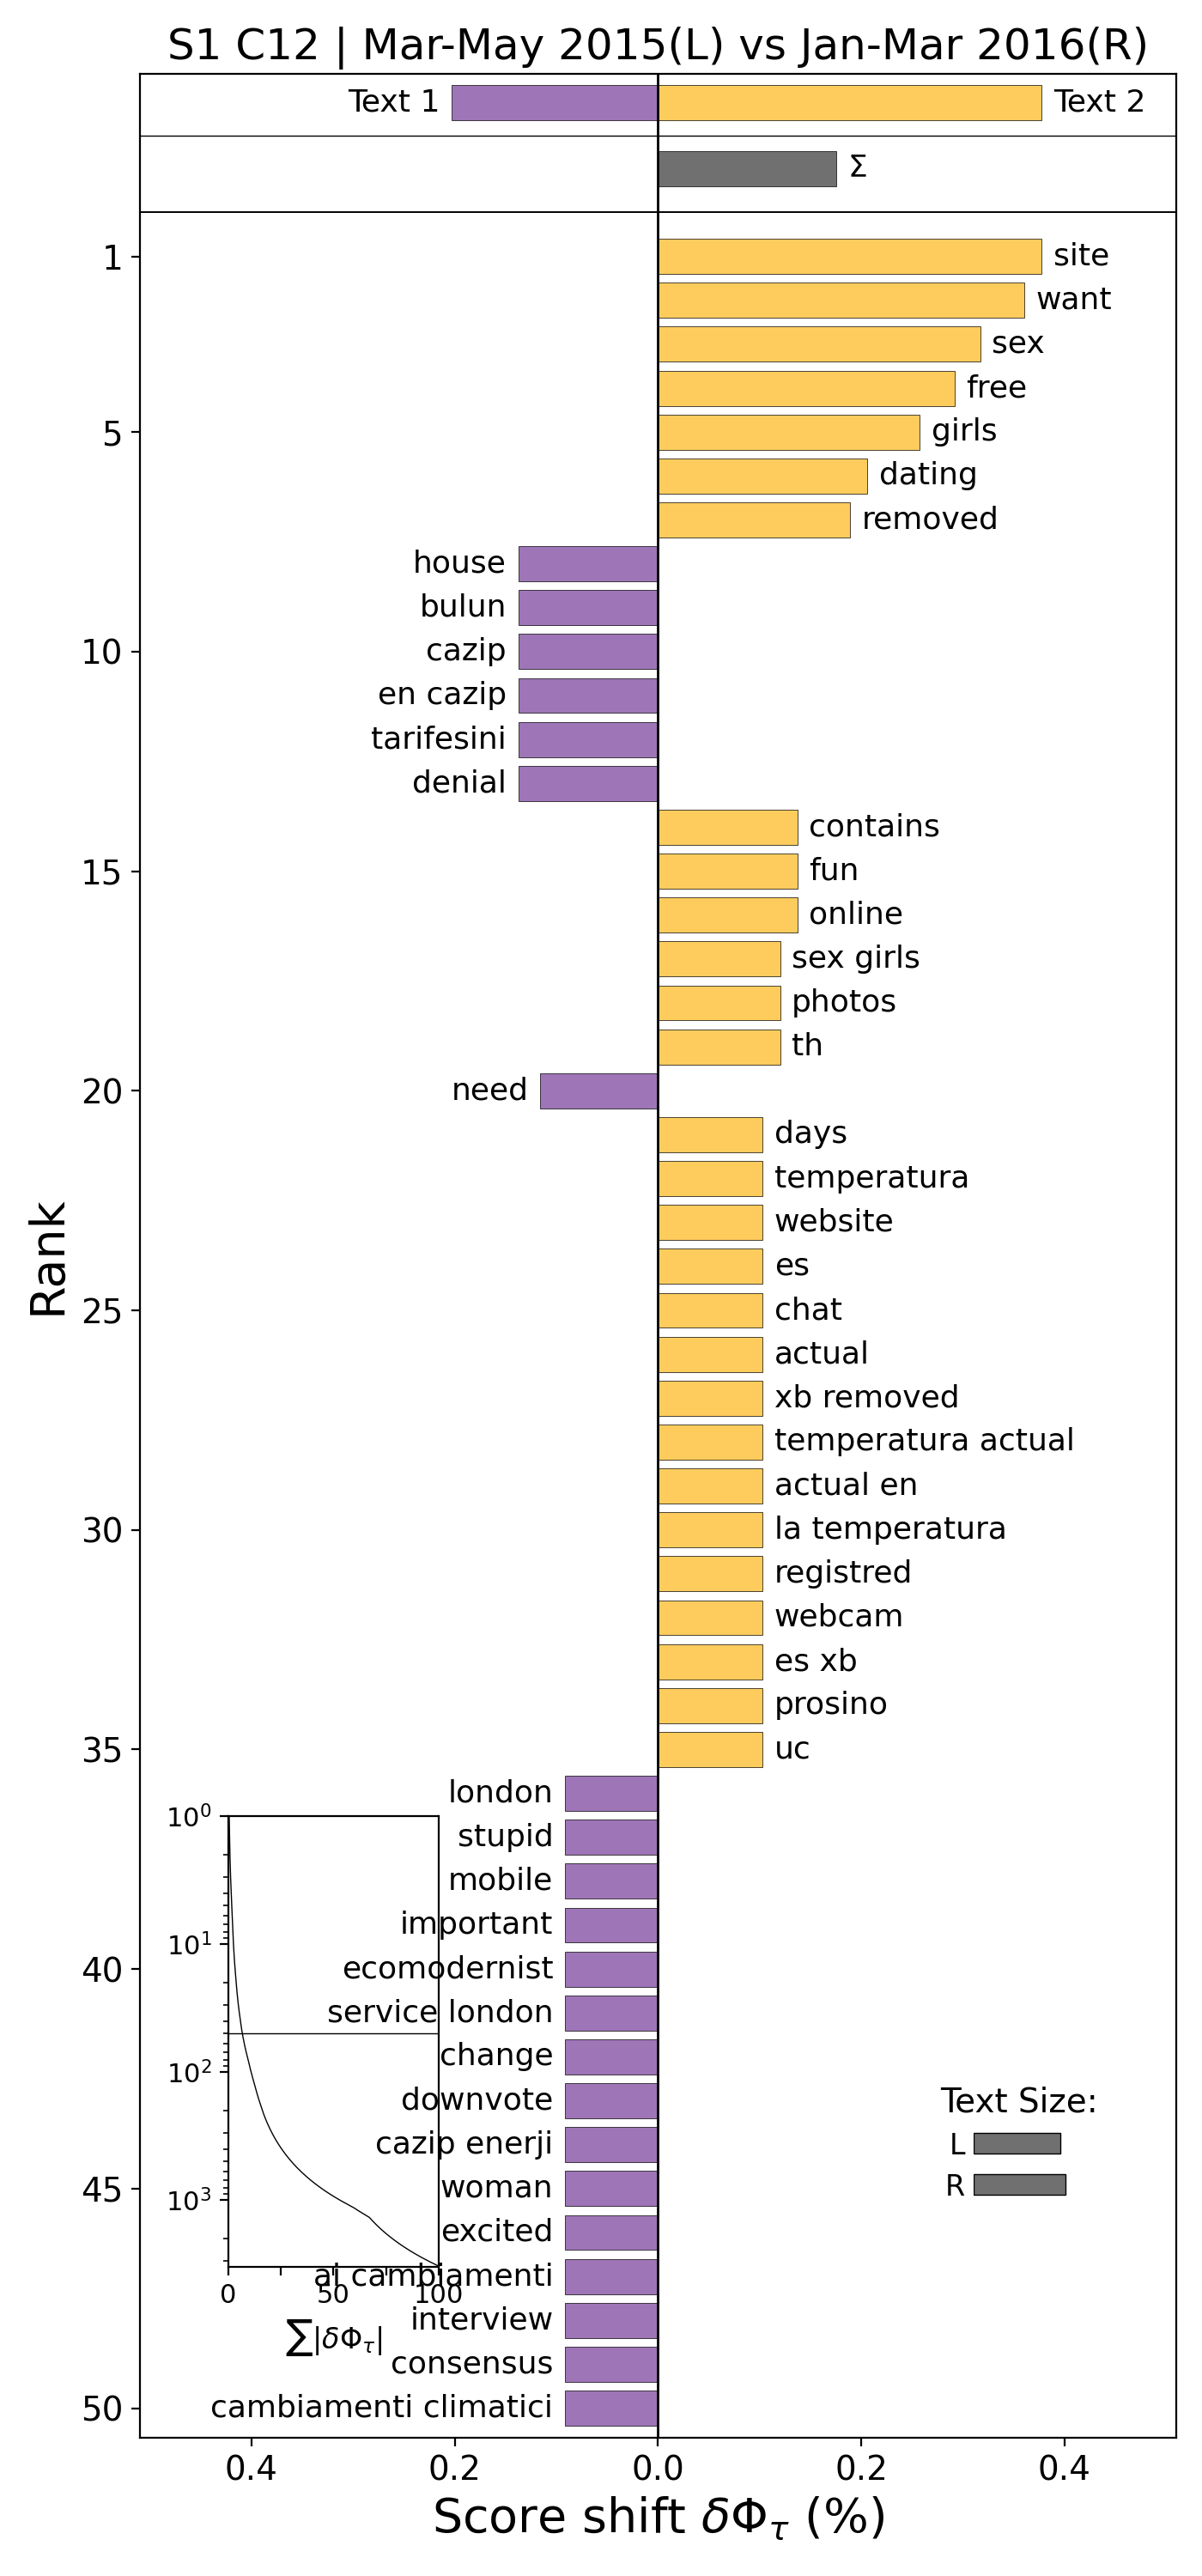 S1 C12 | Mar-May 2015(L) vs Jan-Mar 2016(R)
Text 1
Text 2
Σ
1
site
want
sex
free
5
girls
dating
removed
house
bulun
10
cazip
en cazip
tarifesini
denial
contains
15
fun
online
sex girls
photos
th
20
need
days
temperatura
website
es
25
chat
actual
xb removed
temperatura actual
actual en
30
la temperatura
registred
webcam
es xb
prosino
35
uc
london
stupid
mobile
important
40
ecomodernist
service london
change
downvote
cazip enerji
45
woman
excited
ai cambiamenti
interview
consensus
50
cambiamenti climatici
Rank
10⁰
10¹
10²
10³
0 50 100
∑|δΦ_τ|
Text Size:
L
R
0.4 0.2 0.0 0.2 0.4
Score shift δΦ_τ (%)